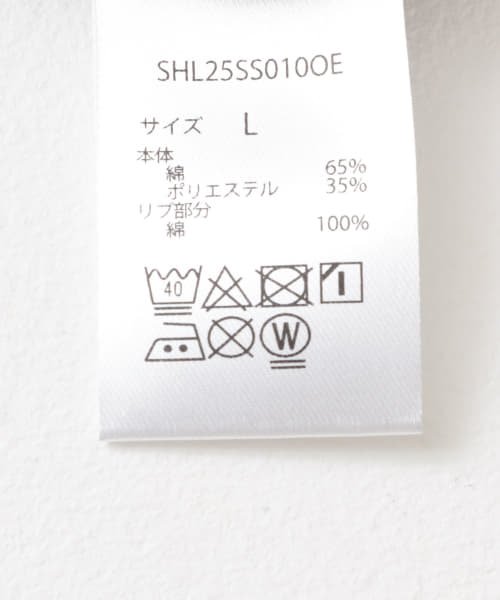 SHL25SS010OE
サイズ L
本体
綿 65%
ポリエステル 35%
リブ部分
綿 100%
40
W